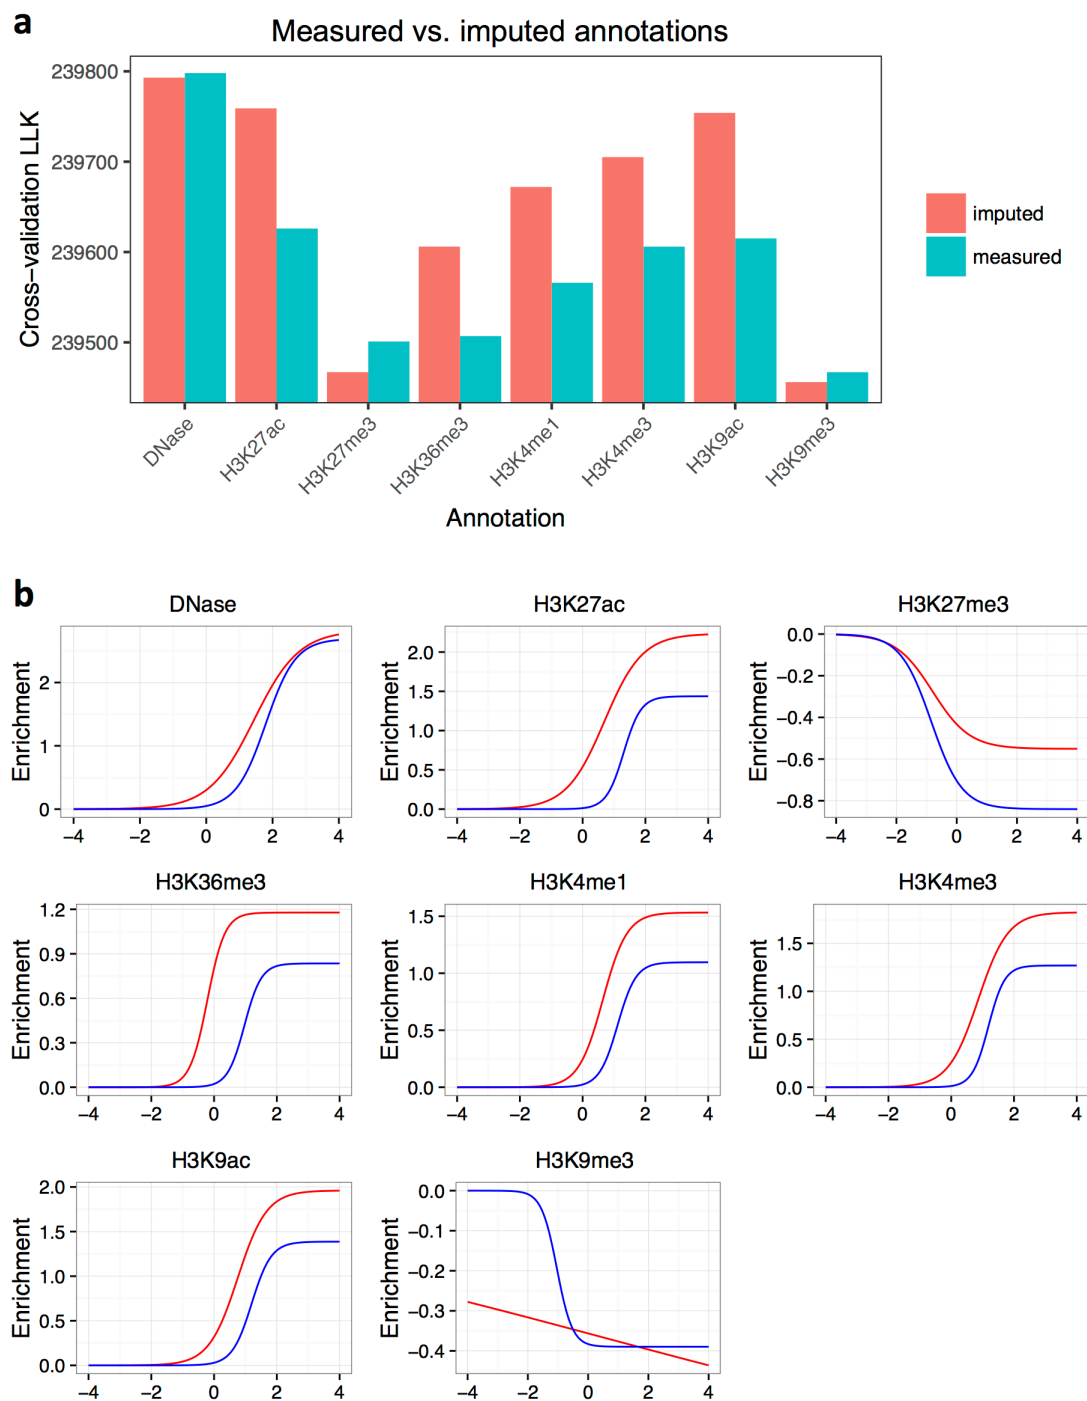 a
Measured vs. imputed annotations
Cross-validation LLK
239800
239700
239600
239500
DNase
H3K27ac
H3K27me3
H3K36me3
H3K4me1
H3K4me3
H3K9ac
H3K9me3
Annotation
imputed
measured
b
DNase
Enrichment
2
1
0
−4 −2 0 2 4
H3K27ac
Enrichment
2.0
1.5
1.0
0.5
0.0
−4 −2 0 2 4
H3K27me3
Enrichment
0.0
−0.2
−0.4
−0.6
−0.8
−4 −2 0 2 4
H3K36me3
Enrichment
1.2
0.9
0.6
0.3
0.0
−4 −2 0 2 4
H3K4me1
Enrichment
1.5
1.0
0.5
0.0
−4 −2 0 2 4
H3K4me3
Enrichment
1.5
1.0
0.5
0.0
−4 −2 0 2 4
H3K9ac
Enrichment
2.0
1.5
1.0
0.5
0.0
−4 −2 0 2 4
H3K9me3
Enrichment
0.0
−0.1
−0.2
−0.3
−0.4
−4 −2 0 2 4